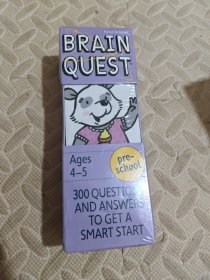 BRAIN
QUEST
Ages
4–5
pre-
school
300 QUESTIONS
AND ANSWERS
TO GET A
SMART START